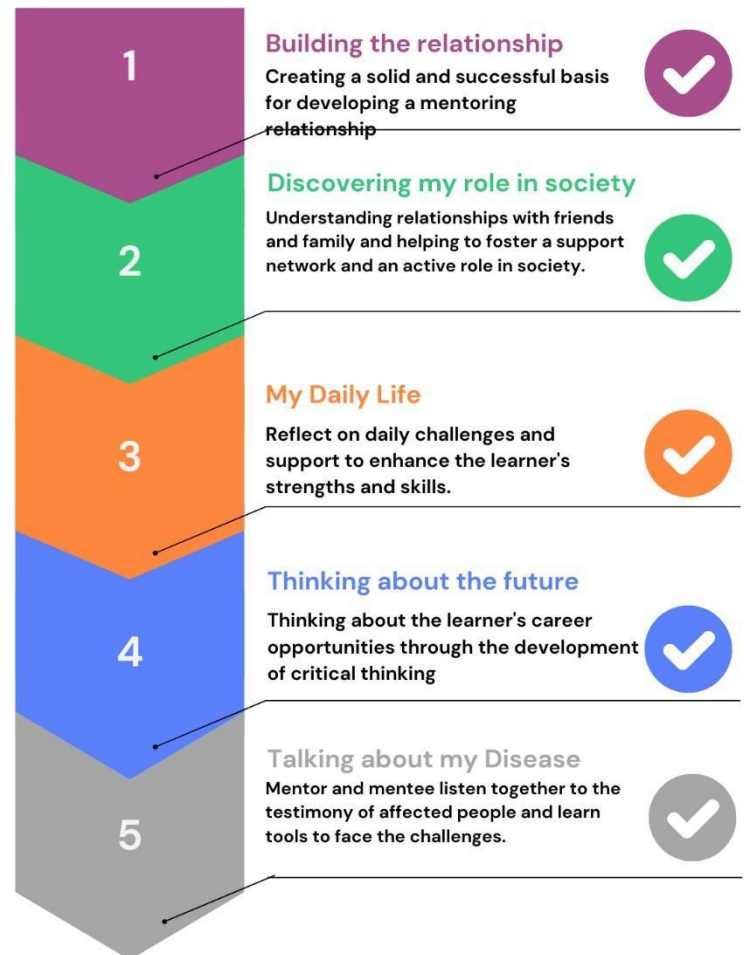 1
Building the relationship
Creating a solid and successful basis
for developing a mentoring
relationship
2
Discovering my role in society
Understanding relationships with friends
and family and helping to foster a support
network and an active role in society.
3
My Daily Life
Reflect on daily challenges and
support to enhance the learner's
strengths and skills.
4
Thinking about the future
Thinking about the learner's career
opportunities through the development
of critical thinking
5
Talking about my Disease
Mentor and mentee listen together to the
testimony of affected people and learn
tools to face the challenges.